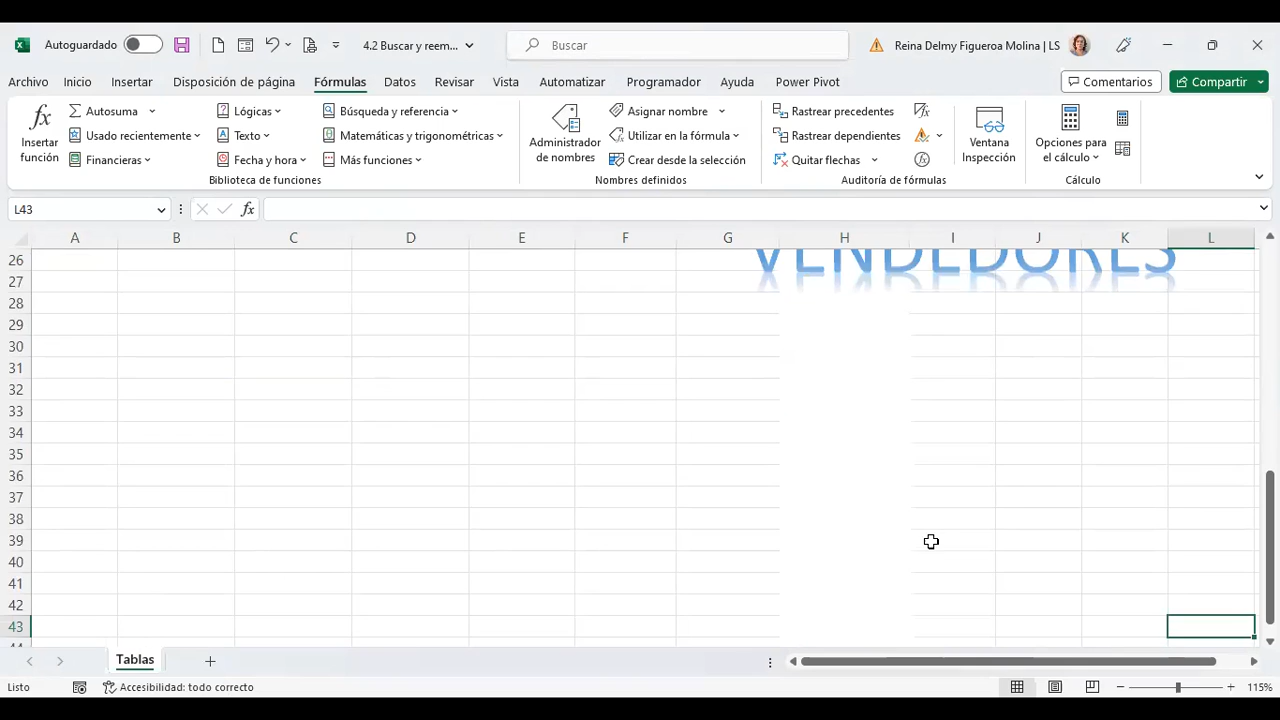 Autoguardado
4.2 Buscar y reem...
Buscar
Reina Delmy Figueroa Molina | LS
Archivo Inicio Insertar Disposición de página Fórmulas Datos Revisar Vista Automatizar Programador Ayuda Power Pivot
Comentarios
Compartir
Insertar función
Autosuma
Usado recientemente
Financieras
Lógicas
Texto
Fecha y hora
Búsqueda y referencia
Matemáticas y trigonométricas
Más funciones
Biblioteca de funciones
Administrador de nombres
Asignar nombre
Utilizar en la fórmula
Crear desde la selección
Nombres definidos
Rastrear precedentes
Rastrear dependientes
Quitar flechas
Auditoría de fórmulas
Ventana Inspección
Opciones para el cálculo
Cálculo
L43
fx
A B C D E F G H I J K L
26
VENDEDORES
27
28
29
30
31
32
33
34
35
36
37
38
39
40
41
42
43
44
Tablas
Listo
Accesibilidad: todo correcto
115%